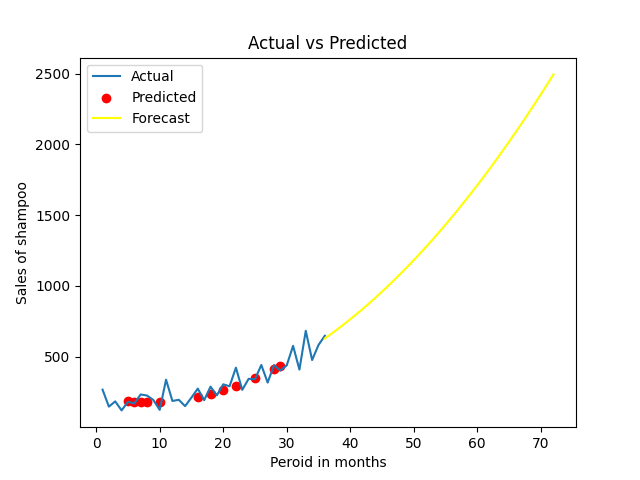 Actual vs Predicted
Actual
Predicted
Forecast
2500
2000
1500
1000
500
Sales of shampoo
0
10
20
30
40
50
60
70
Peroid in months